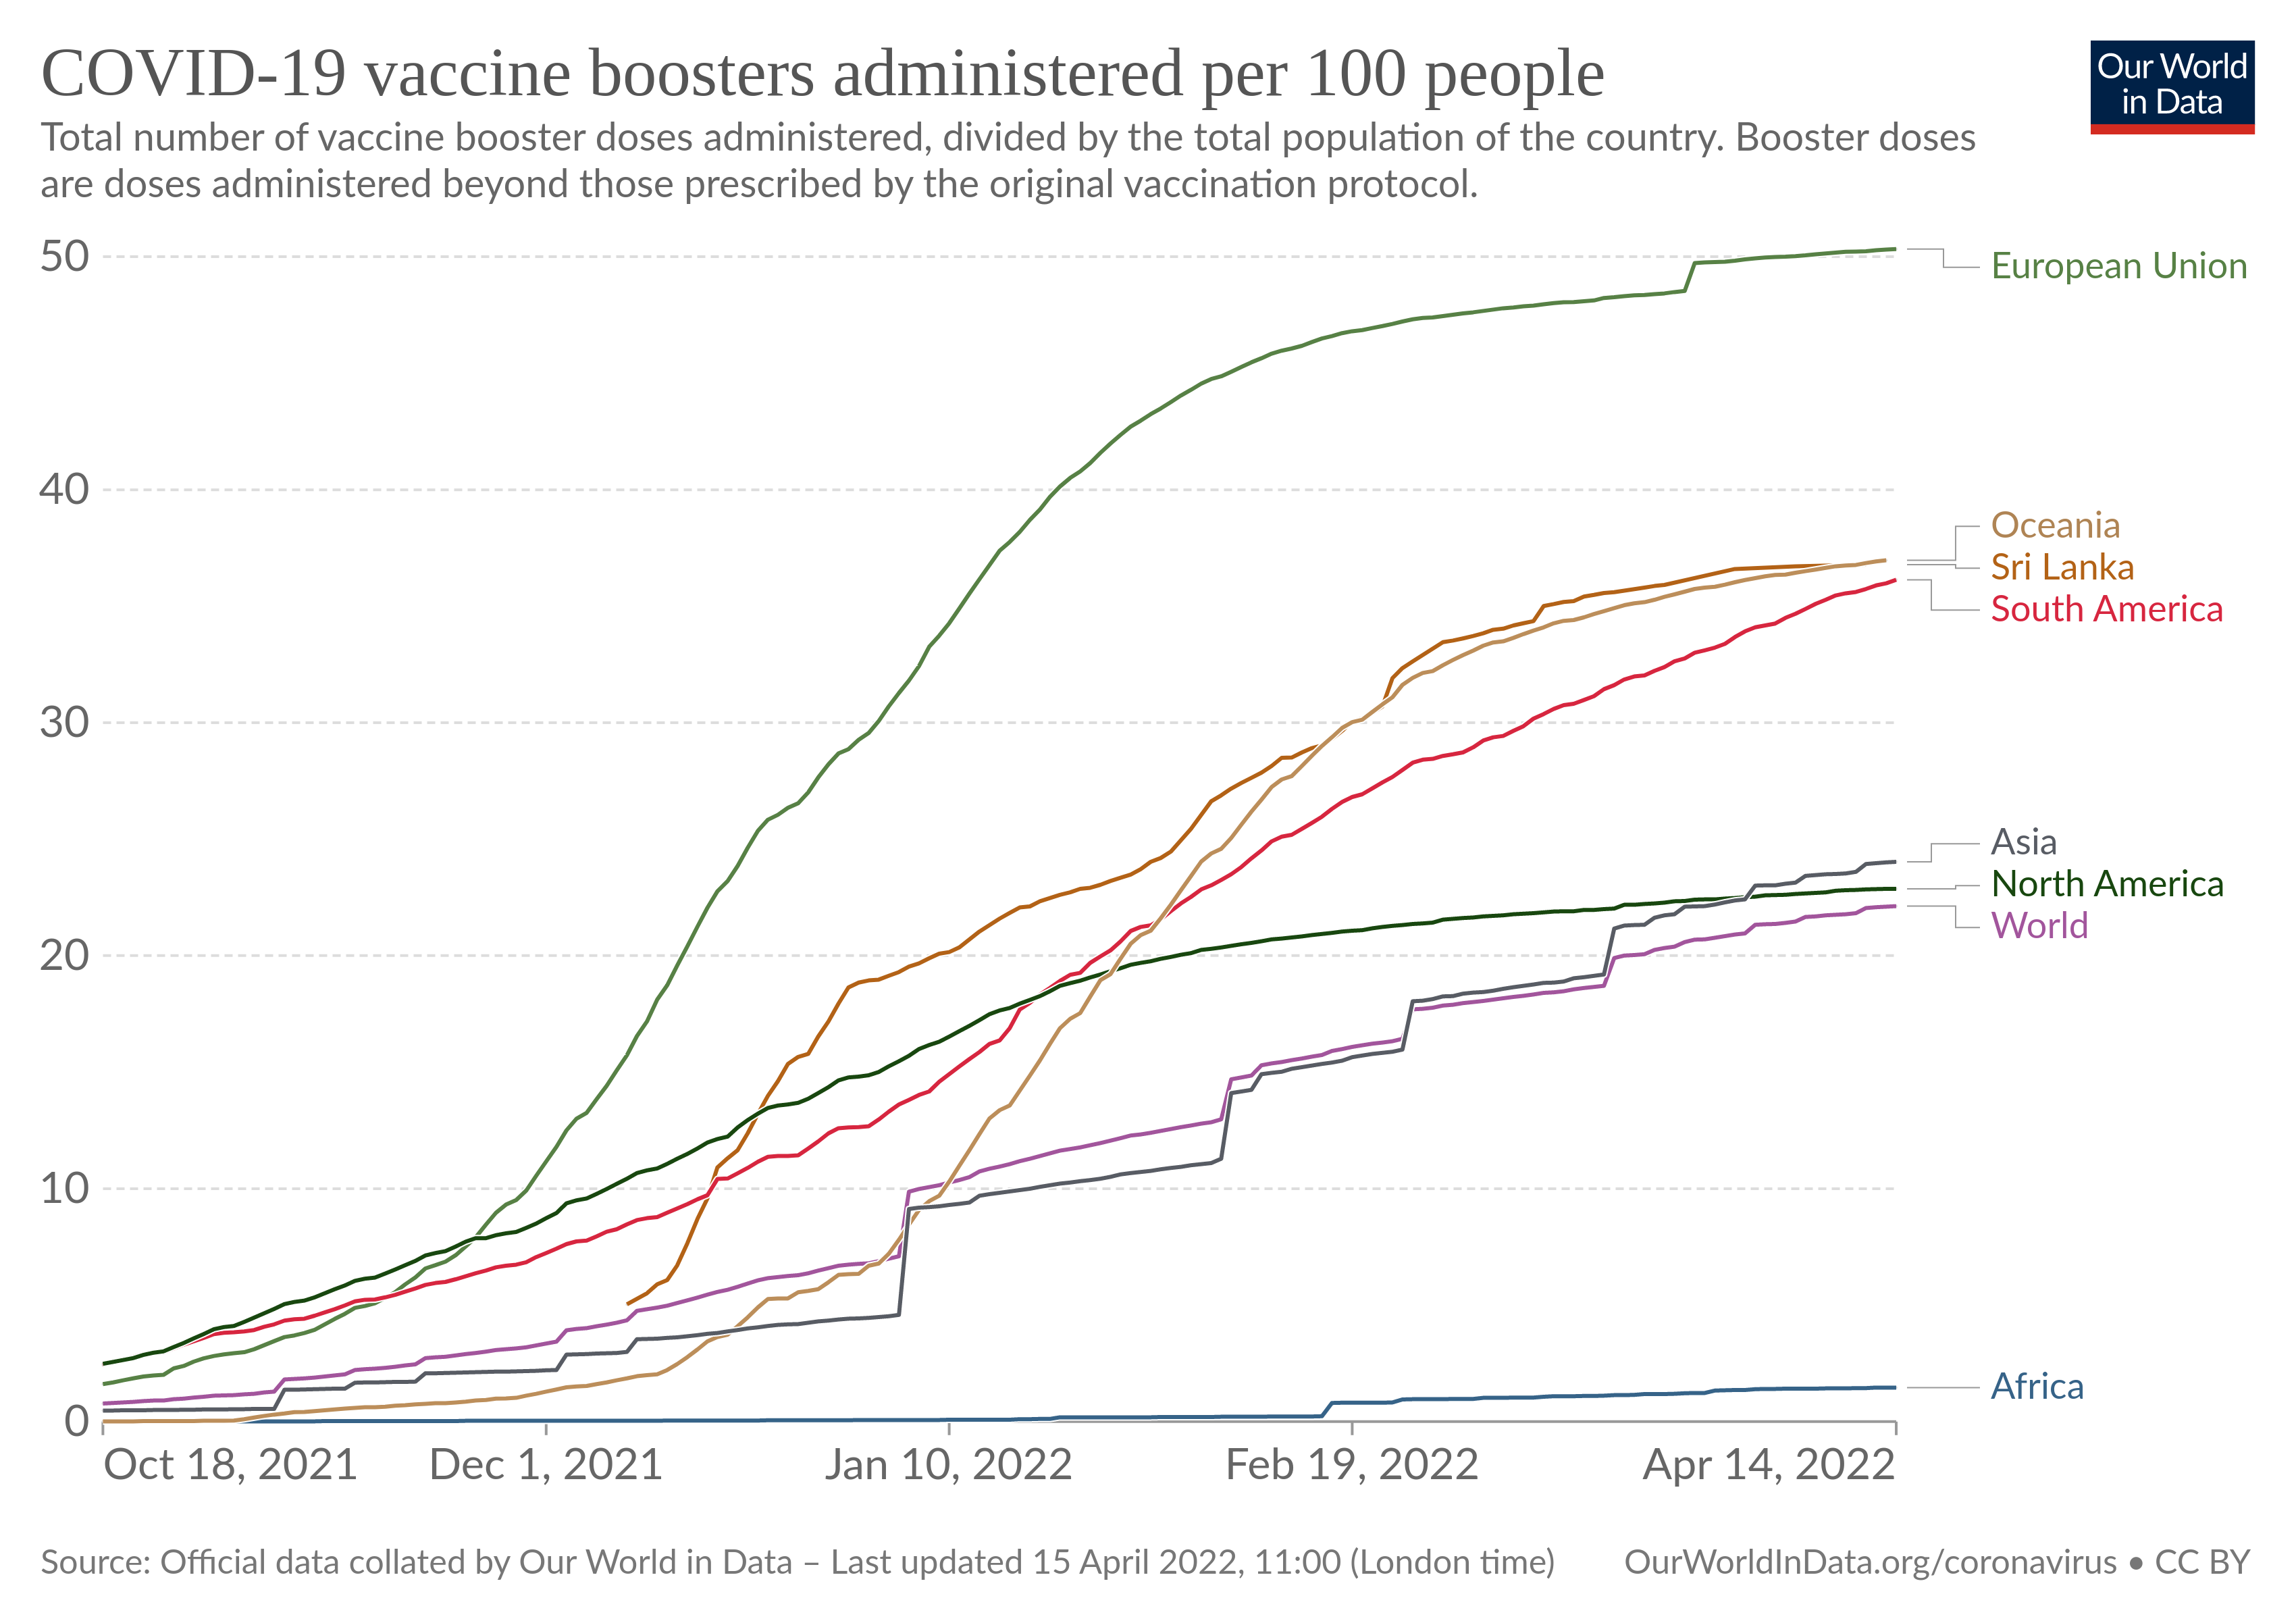 COVID-19 vaccine boosters administered per 100 people
Our World
in Data
Total number of vaccine booster doses administered, divided by the total population of the country. Booster doses
are doses administered beyond those prescribed by the original vaccination protocol.
50
European Union
40
Oceania
Sri Lanka
South America
30
Asia
North America
World
20
10
Africa
0
Oct 18, 2021
Dec 1, 2021
Jan 10, 2022
Feb 19, 2022
Apr 14, 2022
Source: Official data collated by Our World in Data – Last updated 15 April 2022, 11:00 (London time)
OurWorldInData.org/coronavirus • CC BY